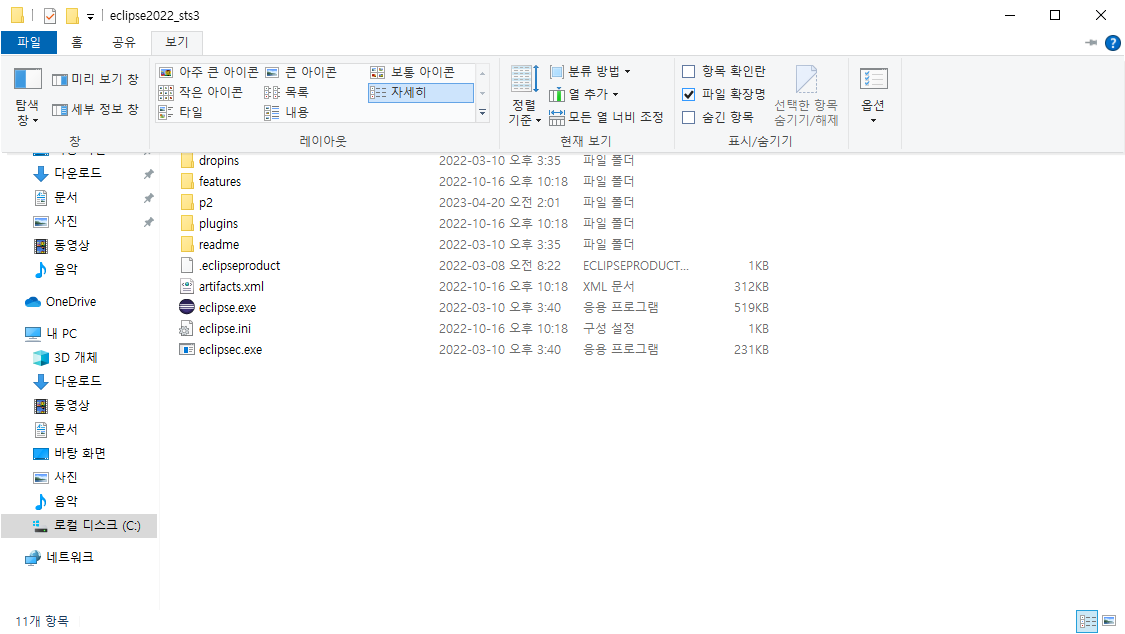 eclipse2022_sts3
파일 홈 공유 보기
탐색 창
미리 보기 창
세부 정보 창
창
아주 큰 아이콘 큰 아이콘 보통 아이콘
작은 아이콘 목록 자세히
타일 내용
레이아웃
정렬 기준
분류 방법
열 추가
모든 열 너비 조정
현재 보기
항목 확인란
파일 확장명
숨긴 항목
선택한 항목 숨기기/해제
표시/숨기기
옵션
다운로드
문서
사진
동영상
음악
OneDrive
내 PC
3D 개체
다운로드
동영상
문서
바탕 화면
사진
음악
로컬 디스크 (C:)
네트워크
dropins 2022-03-10 오후 3:35 파일 폴더
features 2022-10-16 오후 10:18 파일 폴더
p2 2023-04-20 오전 2:01 파일 폴더
plugins 2022-10-16 오후 10:18 파일 폴더
readme 2022-03-10 오후 3:35 파일 폴더
.eclipseproduct 2022-03-08 오전 8:22 ECLIPSEPRODUCT... 1KB
artifacts.xml 2022-10-16 오후 10:18 XML 문서 312KB
eclipse.exe 2022-03-10 오후 3:40 응용 프로그램 519KB
eclipse.ini 2022-10-16 오후 10:18 구성 설정 1KB
eclipsec.exe 2022-03-10 오후 3:40 응용 프로그램 231KB
11개 항목